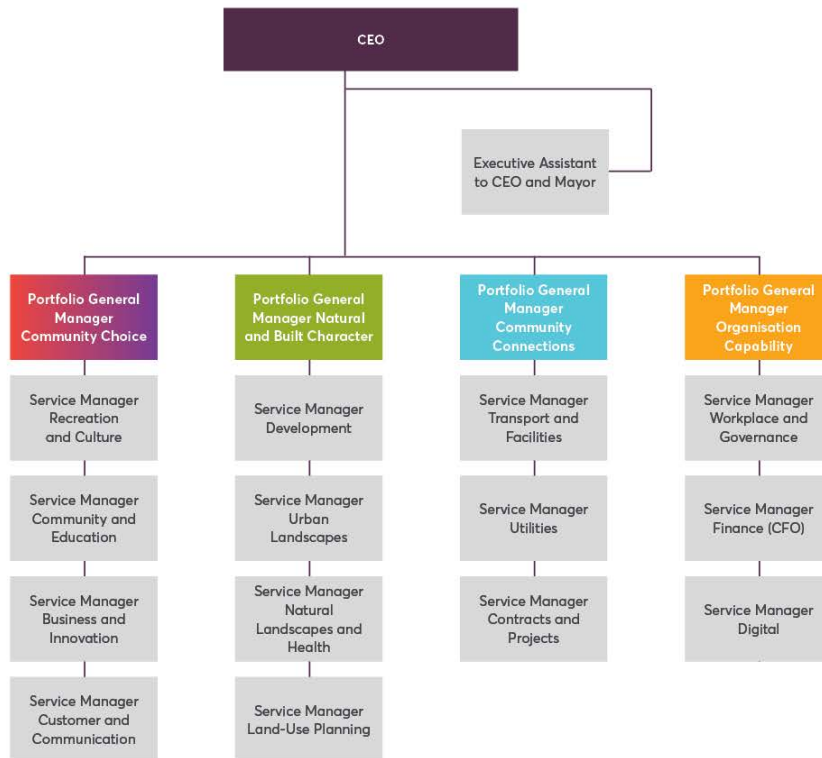 CEO
Executive Assistant
to CEO and Mayor
Portfolio General
Manager
Community Choice
Service Manager
Recreation
and Culture
Service Manager
Community and
Education
Service Manager
Business and
Innovation
Service Manager
Customer and
Communication
Portfolio General
Manager Natural
and Built Character
Service Manager
Development
Service Manager
Urban
Landscapes
Service Manager
Natural
Landscapes and
Health
Service Manager
Land-Use Planning
Portfolio General
Manager
Community
Connections
Service Manager
Transport and
Facilities
Service Manager
Utilities
Service Manager
Contracts and
Projects
Portfolio General
Manager
Organisation
Capability
Service Manager
Workplace and
Governance
Service Manager
Finance (CFO)
Service Manager
Digital